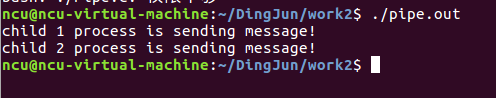 ncu@ncu-virtual-machine:~/DingJun/work2$ ./pipe.out
child 1 process is sending message!
child 2 process is sending message!
ncu@ncu-virtual-machine:~/DingJun/work2$